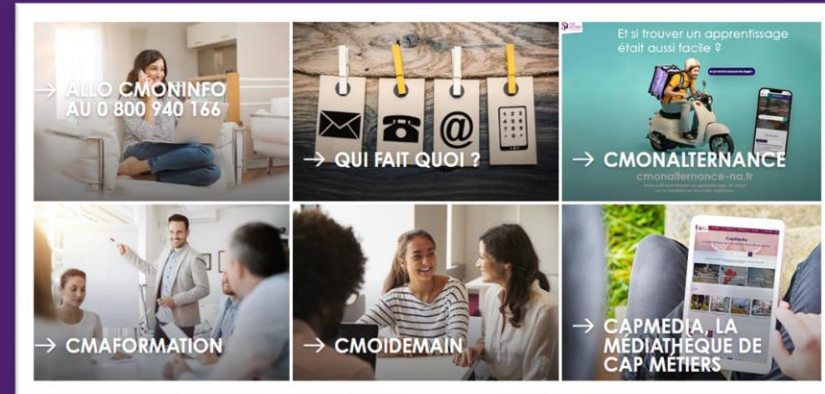 → ALLO CMONINFO
AU 0 800 940 166
@
→ QUI FAIT QUOI ?
Et si trouver un apprentissage
était aussi facile ?
→ CMONALTERNANCE
cmonalternance-na.fr
→ CMAFORMATION
→ CMOIDEMAIN
CapMedia
→ CAPMEDIA, LA
MÉDIATHÈQUE DE
CAP MÉTIERS